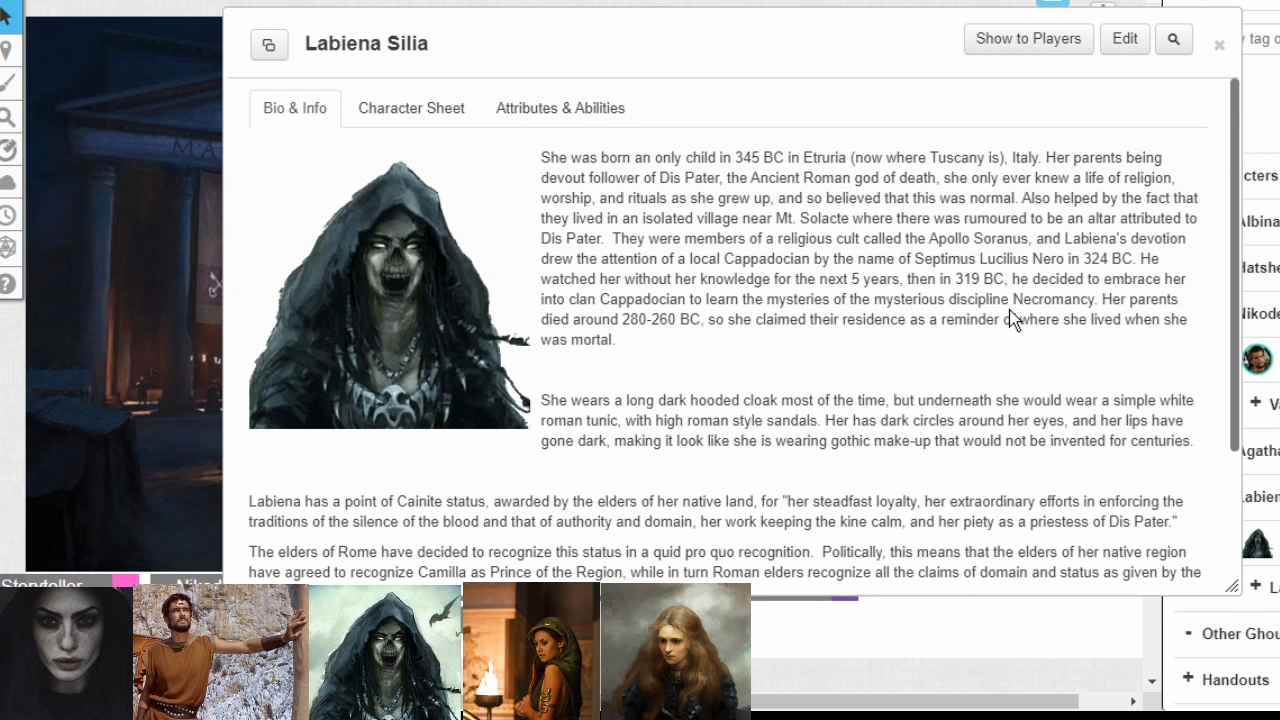 Labiena Silia
Show to Players
Edit
tag
Bio & Info
Character Sheet
Attributes & Abilities
She was born an only child in 345 BC in Etruria (now where Tuscany is), Italy. Her parents being
devout follower of Dis Pater, the Ancient Roman god of death, she only ever knew a life of religion,
worship, and rituals as she grew up, and so believed that this was normal. Also helped by the fact that
they lived in an isolated village near Mt. Solacte where there was rumoured to be an altar attributed to
Dis Pater.  They were members of a religious cult called the Apollo Soranus, and Labiena's devotion
drew the attention of a local Cappadocian by the name of Septimus Lucilius Nero in 324 BC. He
watched her without her knowledge for the next 5 years, then in 319 BC, he decided to embrace her
into clan Cappadocian to learn the mysteries of the mysterious discipline Necromancy. Her parents
died around 280-260 BC, so she claimed their residence as a reminder where she lived when she
was mortal.
She wears a long dark hooded cloak most of the time, but underneath she would wear a simple white
roman tunic, with high roman style sandals. Her has dark circles around her eyes, and her lips have
gone dark, making it look like she is wearing gothic make-up that would not be invented for centuries.
Labiena has a point of Cainite status, awarded by the elders of her native land, for "her steadfast loyalty, her extraordinary efforts in enforcing the
traditions of the silence of the blood and that of authority and domain, her work keeping the kine calm, and her piety as a priestess of Dis Pater."
The elders of Rome have decided to recognize this status in a quid pro quo recognition.  Politically, this means that the elders of her native region
have agreed to recognize Camilla as Prince of the Region, while in turn Roman elders recognize all the claims of domain and status as given by the
cters
Albina
Hatshe
Nikode
Agatha
Labien
Other Ghou
Handouts
Storyteller
Nikod